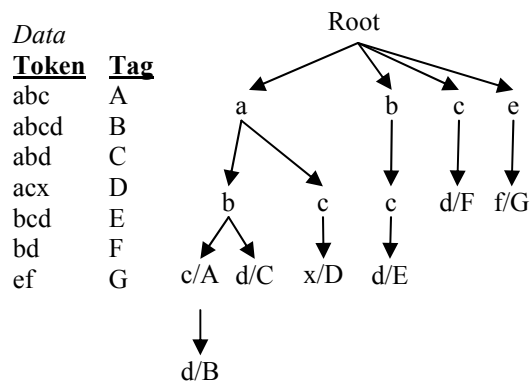 Data
Token Tag
abc A
abcd B
abd C
acx D
bcd E
bd F
ef G
Root
a b c e
b c c d/F f/G
c/A d/C x/D d/E
d/B